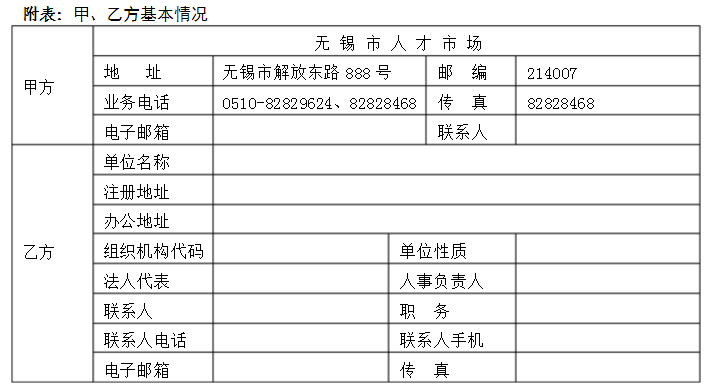 附表：甲、乙方基本情况
甲方
无锡市人才市场
地 址 无锡市解放东路 888 号 邮 编 214007
业务电话 0510-82829624、82828468 传 真 82828468
电子邮箱 联系人
乙方
单位名称
注册地址
办公地址
组织机构代码 单位性质
法人代表 人事负责人
联系人 职 务
联系人电话 联系人手机
电子邮箱 传 真